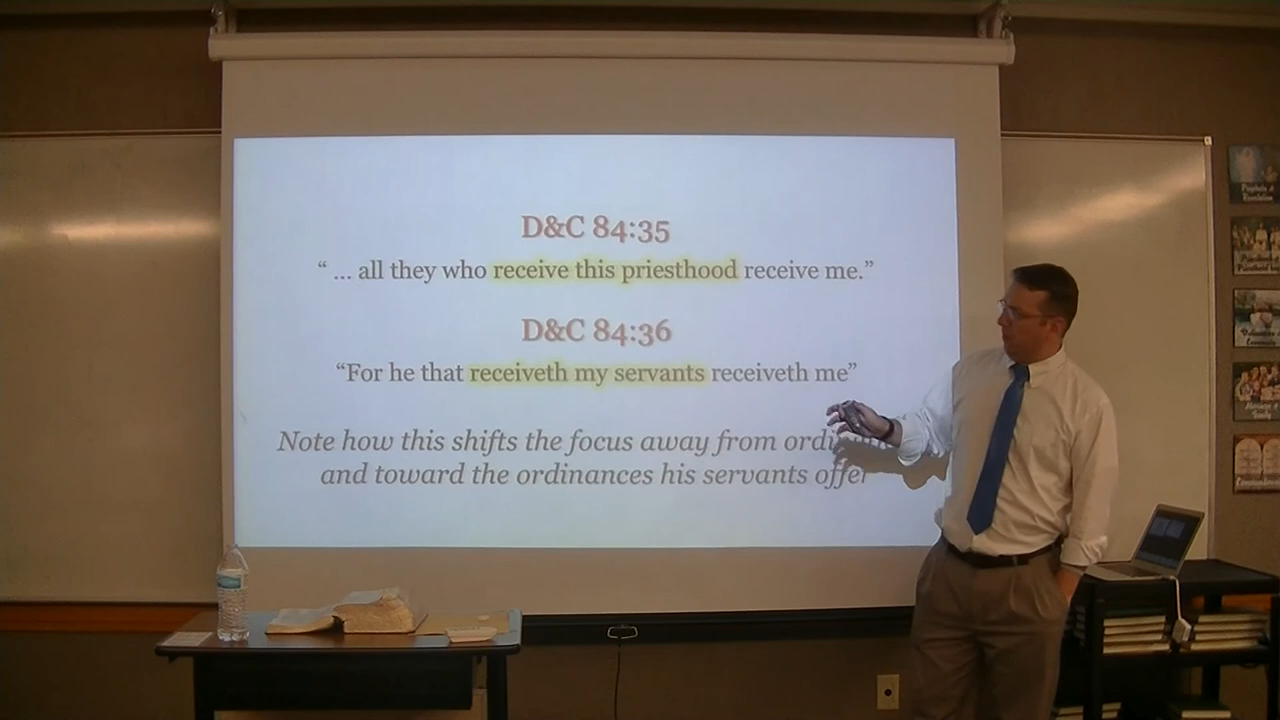 D&C 84:35
“ ... all they who receive this priesthood receive me.”
D&C 84:36
“For he that receiveth my servants receiveth me”
Note how this shifts the focus away from
and toward the ordinances his servants offer